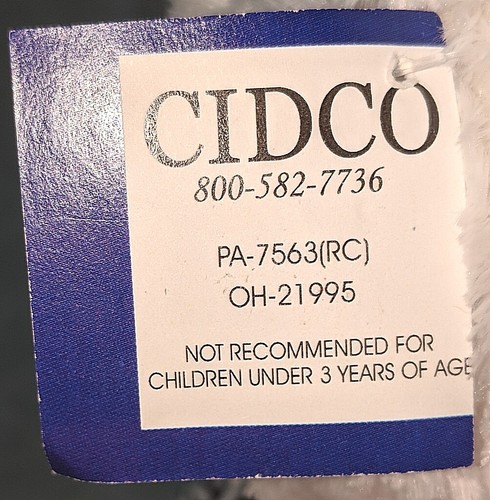 CIDCO
800-582-7736
PA-7563(RC)
OH-21995
NOT RECOMMENDED FOR
CHILDREN UNDER 3 YEARS OF AGE